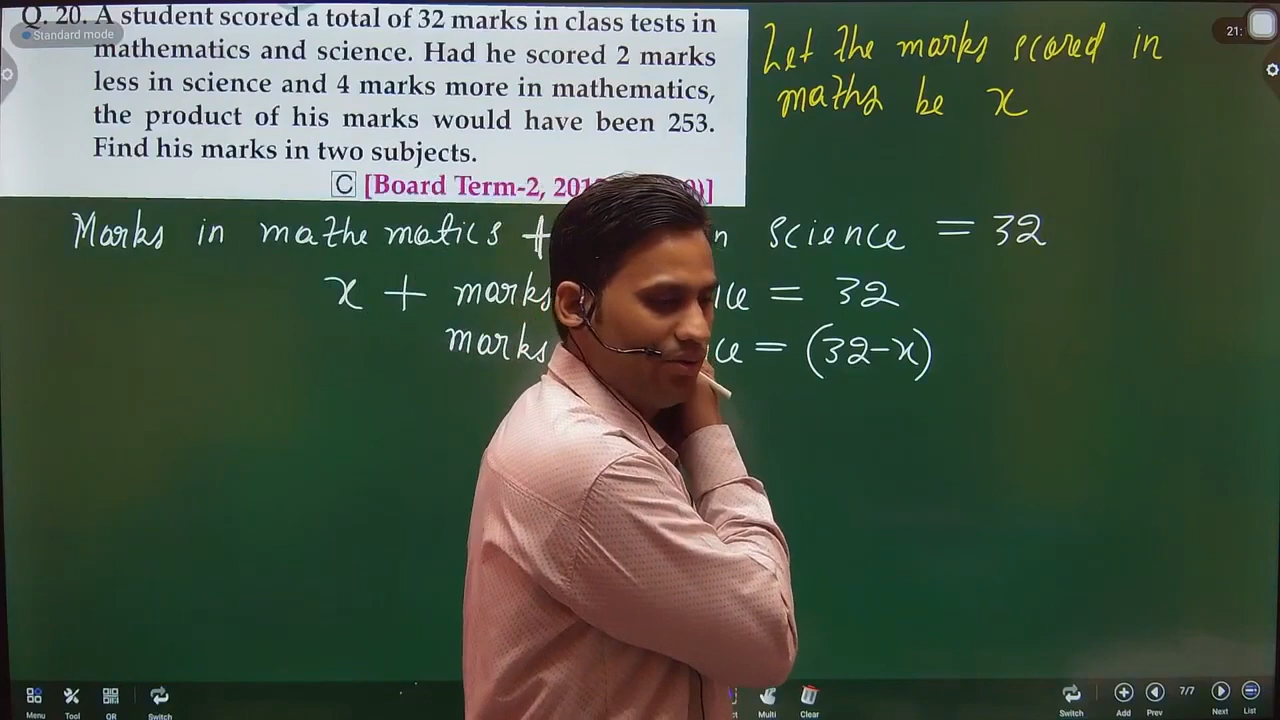 Q. 20. A student scored a total of 32 marks in class tests in
Standard mode
mathematics and science. Had he scored 2 marks
less in science and 4 marks more in mathematics,
the product of his marks would have been 253.
Find his marks in two subjects.
C [Board Term-2,
Let the marks scored in
maths be x
21:
Marks in mathematics + science = 32
x + marks = 32
marks = (32-x)
Menu Tool QR Switch Multi Clear Switch Add Prev 7/7 Next List